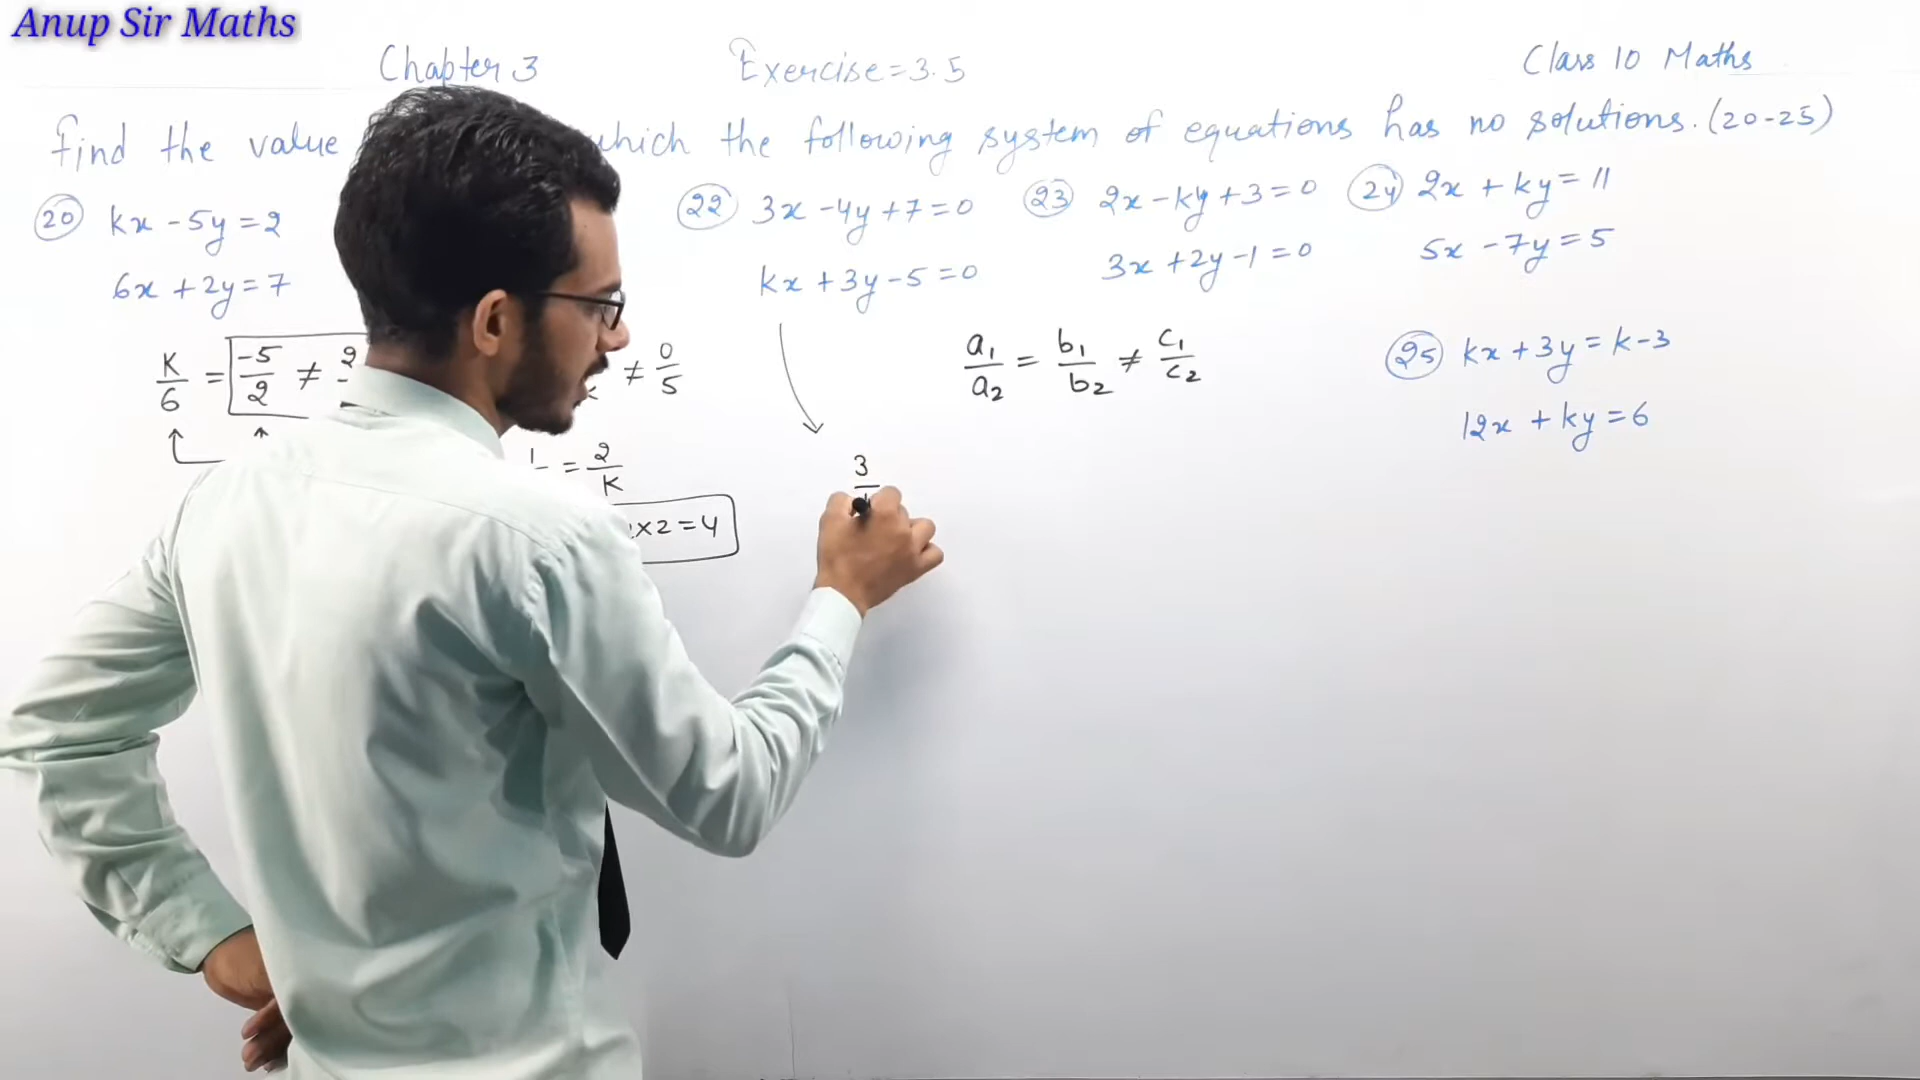 Anup Sir Maths
Chapter 3 Exercise = 3.5 Class 10 Maths
find the value which the following system of equations has no solutions. (20-25)
(20) kx - 5y = 2
6x + 2y = 7
K/6 = -5/2 ≠ 2
≠ 0/5
= 2/K
x2 = 4
(22) 3x - 4y + 7 = 0
kx + 3y - 5 = 0
3
(23) 2x - ky + 3 = 0
3x + 2y - 1 = 0
a₁/a₂ = b₁/b₂ ≠ c₁/c₂
(24) 2x + ky = 11
5x - 7y = 5
(25) kx + 3y = k - 3
12x + ky = 6